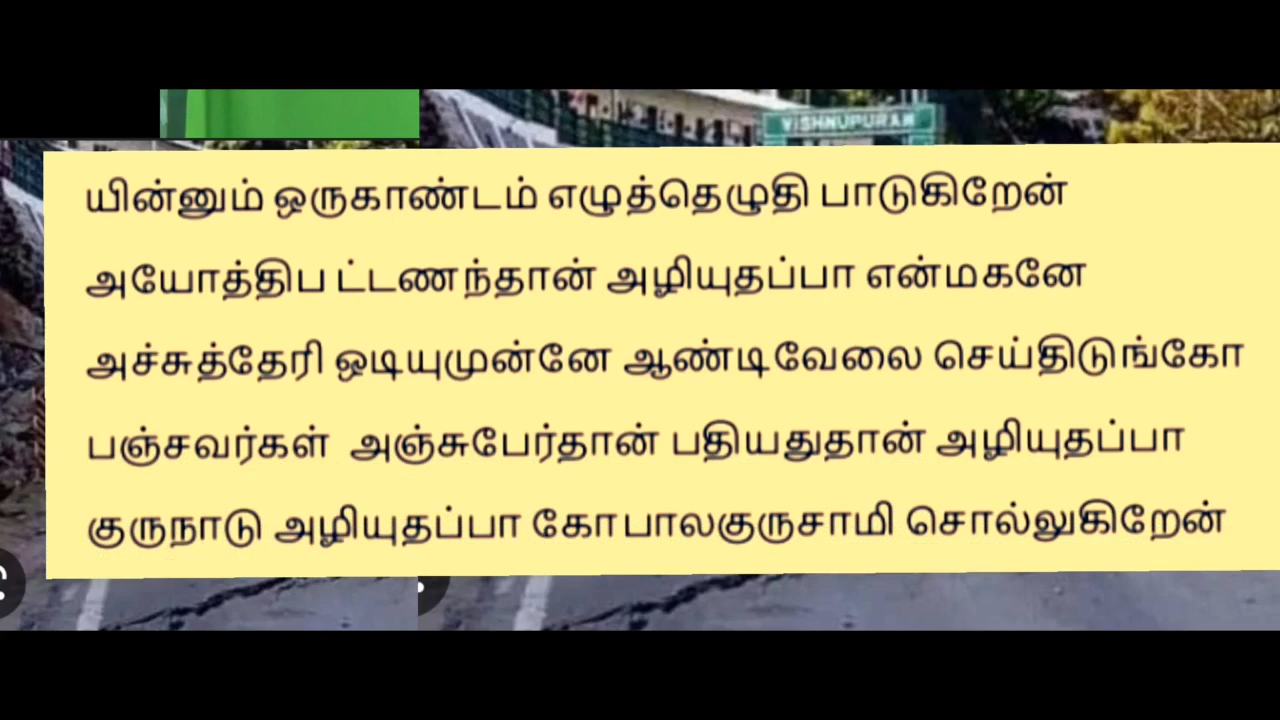 VISHNUPURAM
யின்னும் ஒருகாண்டம் எழுத்தெழுதி பாடுகிறேன்
அயோத்திப ட்டணந்தான் அழியுதப்பா என்மகனே
அச்சுத்தேரி ஒடியுமுன்னே ஆண்டிவேலை செய்திடுங்கோ
பஞ்சவர்கள் அஞ்சுபேர்தான் பதியதுதான் அழியுதப்பா
குருநாடு அழியுதப்பா கோபாலகுருசாமி சொல்லுகிறேன்